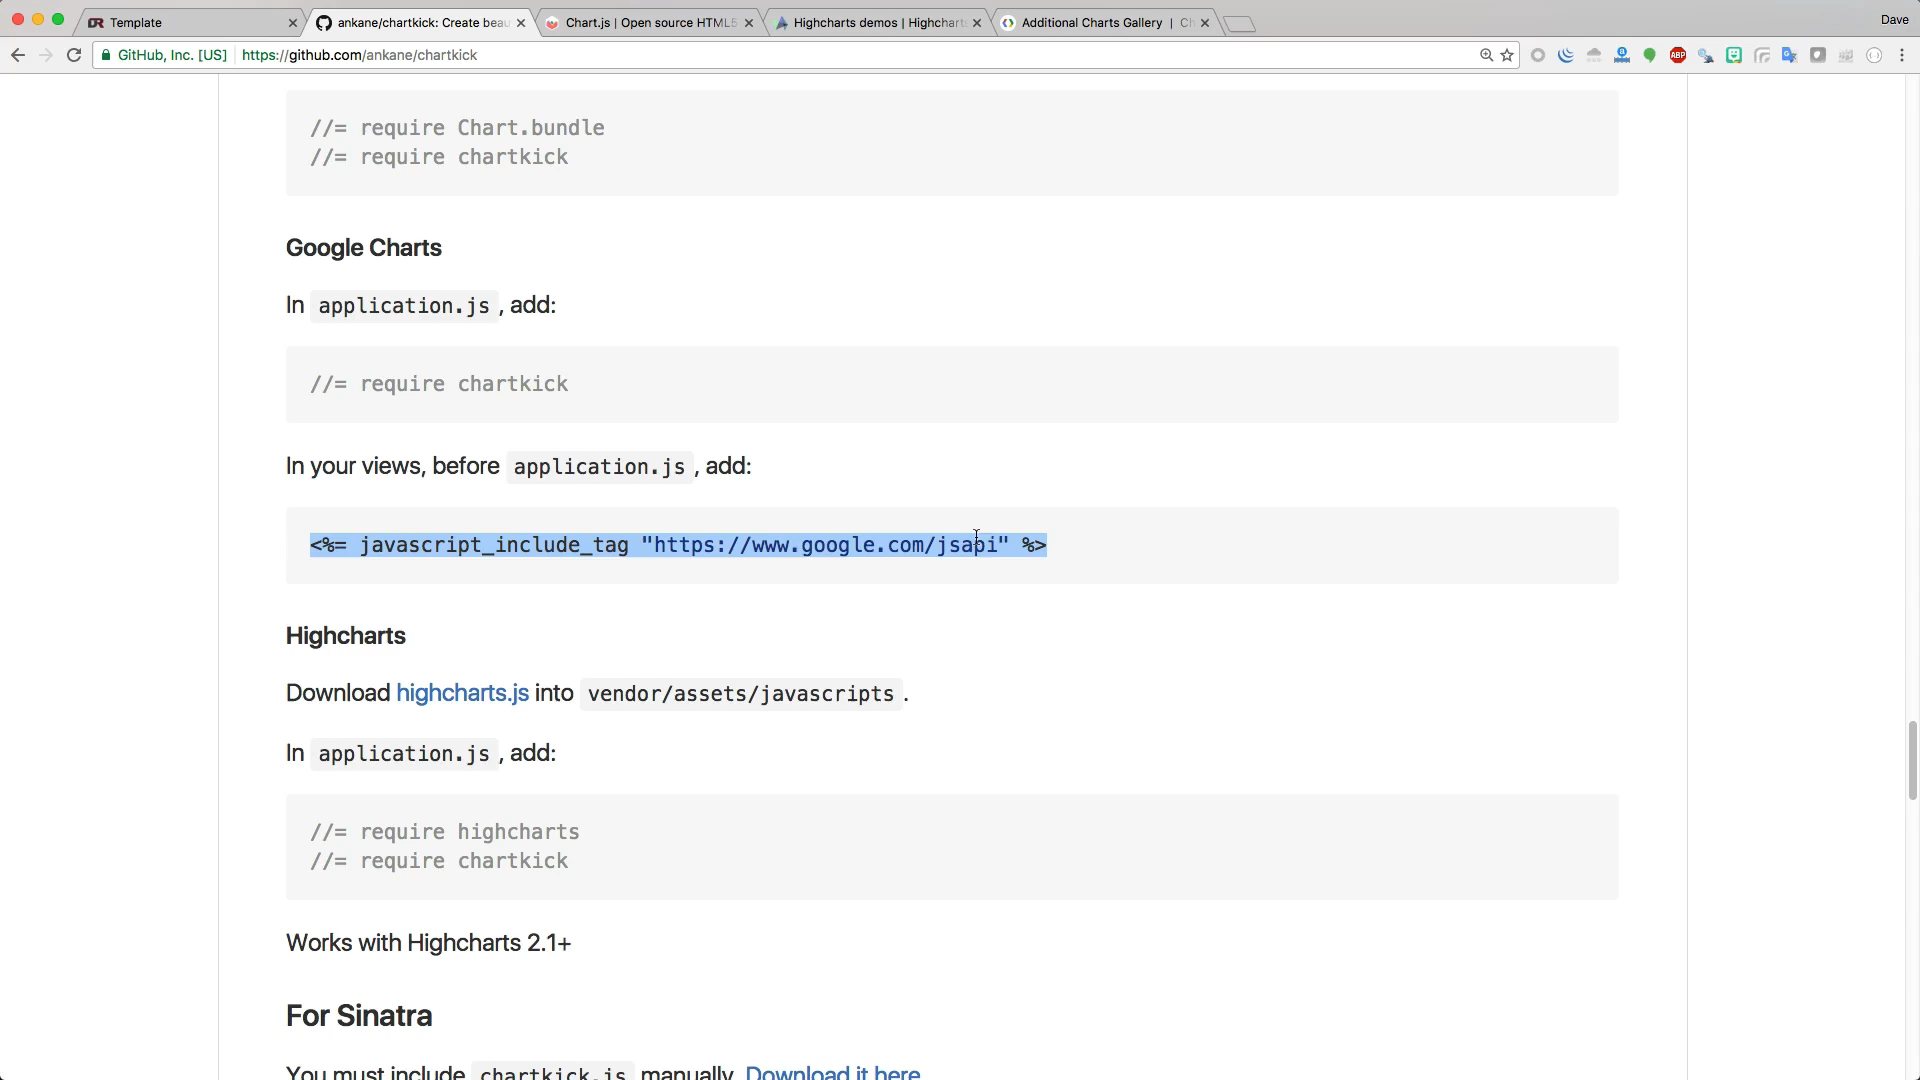 Template
ankane/chartkick: Create beau
Chart.js | Open source HTML5
Highcharts demos | Highcharts
Additional Charts Gallery | Ch
Dave
GitHub, Inc. [US]
https://github.com/ankane/chartkick
ABP
//= require Chart.bundle
//= require chartkick
Google Charts
In application.js , add:
//= require chartkick
In your views, before application.js , add:
<%= javascript_include_tag "https://www.google.com/jsapi" %>
Highcharts
Download highcharts.js into vendor/assets/javascripts .
In application.js , add:
//= require highcharts
//= require chartkick
Works with Highcharts 2.1+
For Sinatra
You must include chartkick.js manually. Download it here